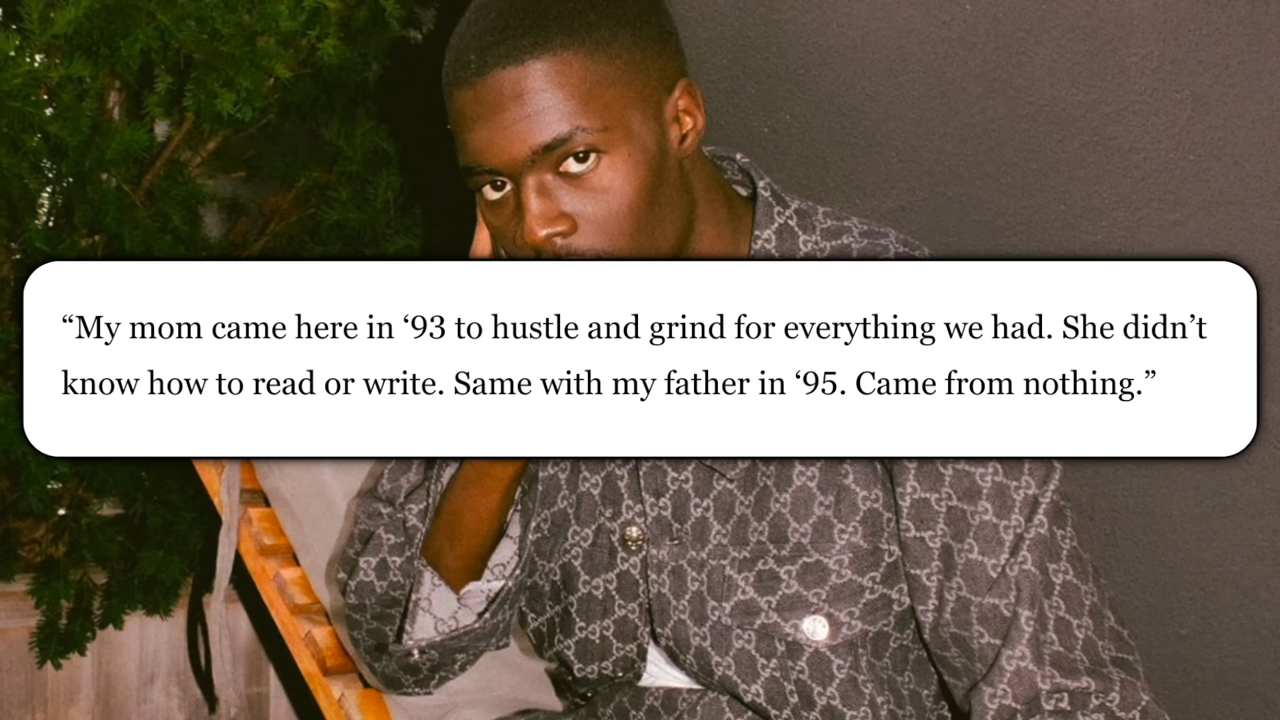 “My mom came here in ‘93 to hustle and grind for everything we had. She didn’t
know how to read or write. Same with my father in ‘95. Came from nothing.”